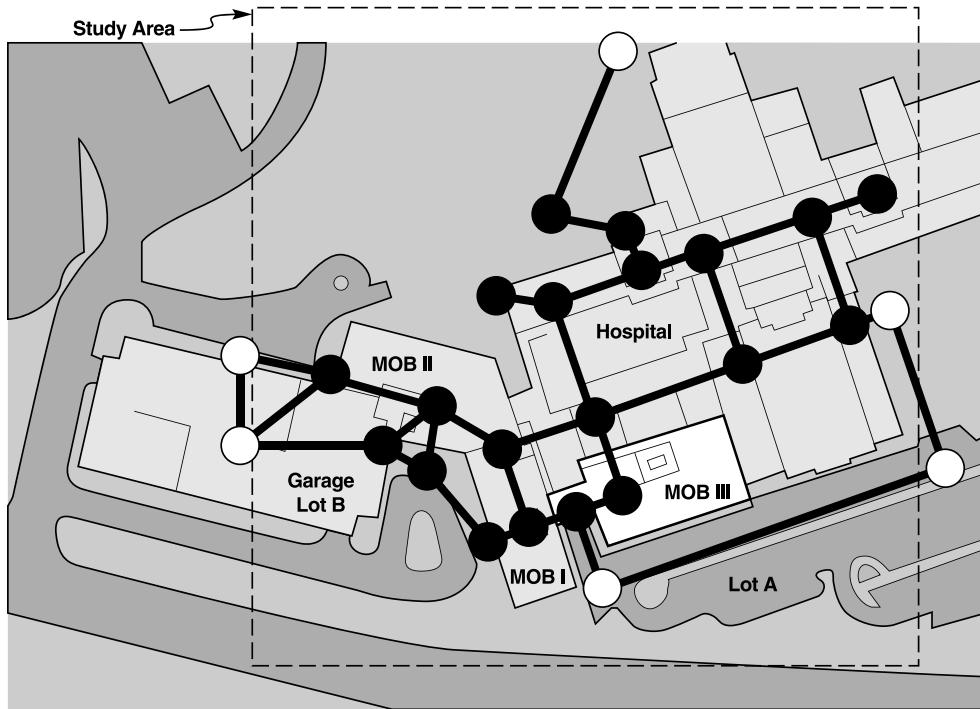 Study Area
MOB II
Hospital
Garage
Lot B
MOB III
MOB I
Lot A